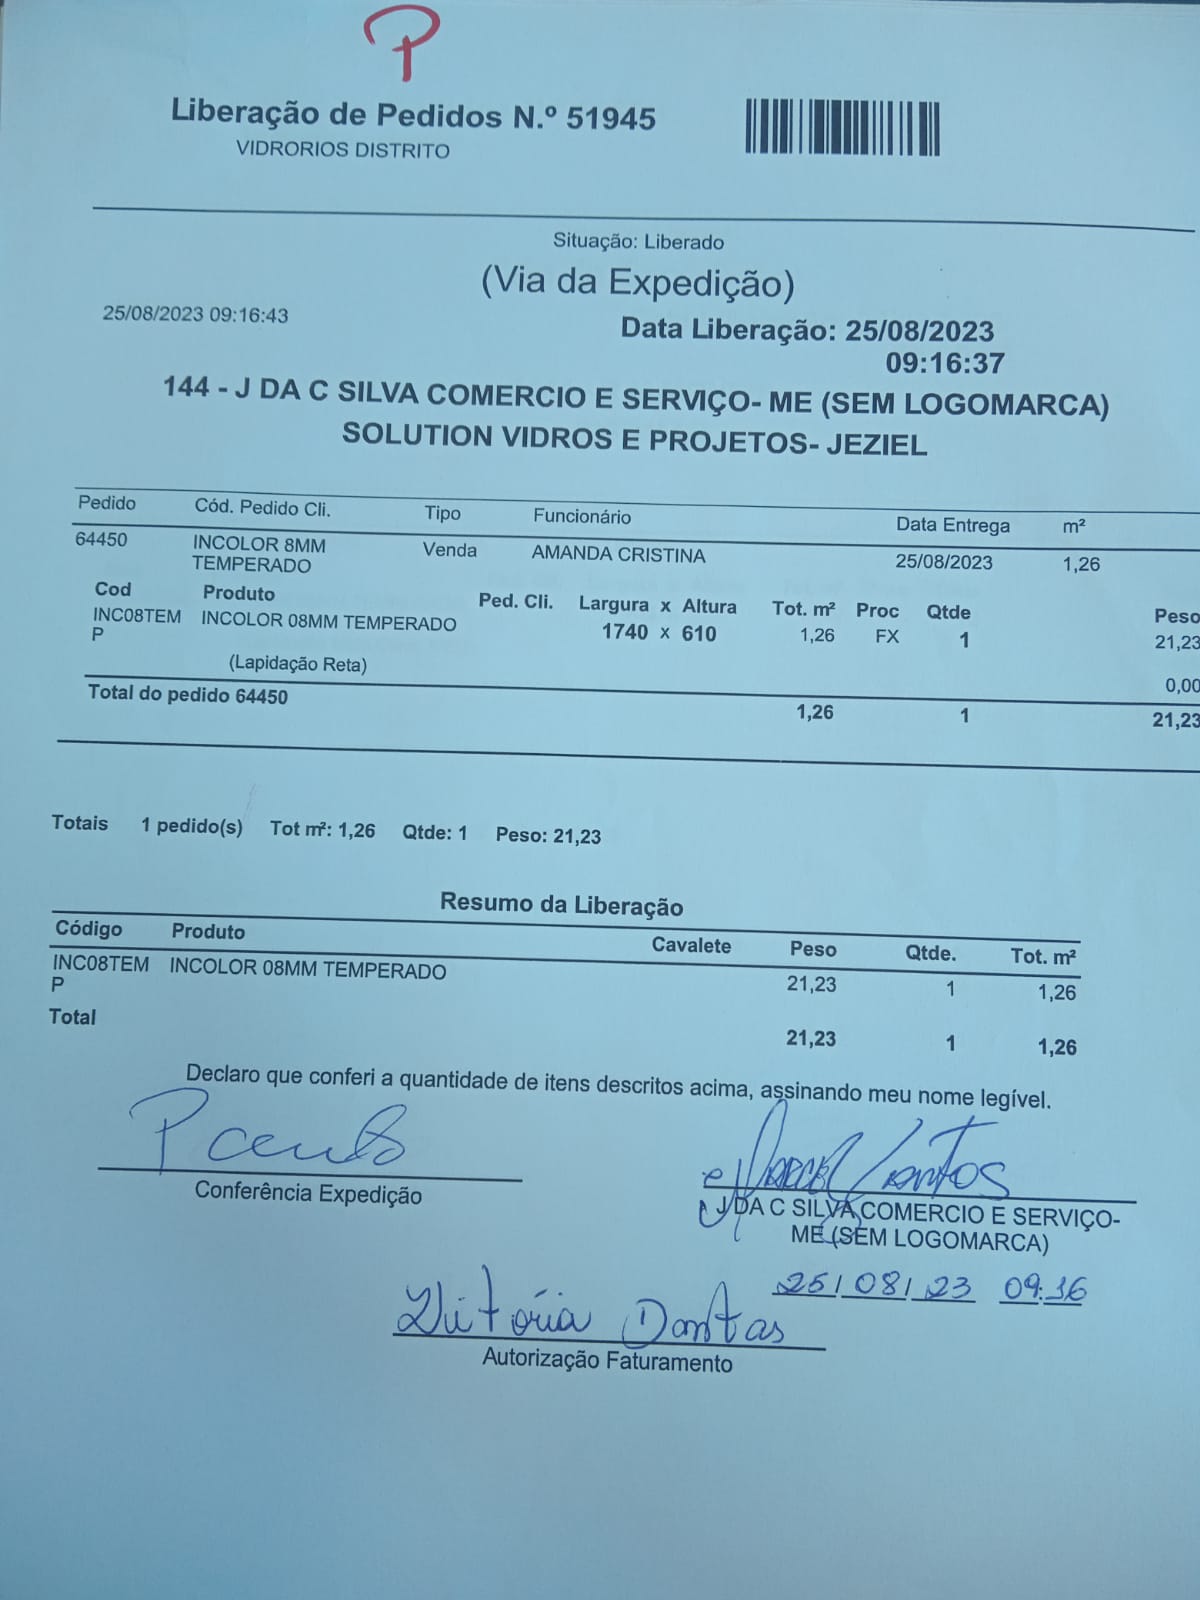 P
Liberação de Pedidos N.º 51945
VIDRORIOS DISTRITO
Situação: Liberado
(Via da Expedição)
25/08/2023 09:16:43
Data Liberação: 25/08/2023
09:16:37
144 - J DA C SILVA COMERCIO E SERVIÇO- ME (SEM LOGOMARCA)
SOLUTION VIDROS E PROJETOS- JEZIEL
Pedido Cód. Pedido Cli. Tipo Funcionário Data Entrega m²
64450 INCOLOR 8MM Venda AMANDA CRISTINA 25/08/2023 1,26
TEMPERADO
Cod Produto Ped. Cli. Largura x Altura Tot. m² Proc Qtde Peso
INC08TEM INCOLOR 08MM TEMPERADO 1740 x 610 1,26 FX 1 21,23
P
(Lapidação Reta) 0,00
Total do pedido 64450 1,26 1 21,23
Totais 1 pedido(s) Tot m²: 1,26 Qtde: 1 Peso: 21,23
Resumo da Liberação
Código Produto Cavalete Peso Qtde. Tot. m²
INC08TEM INCOLOR 08MM TEMPERADO 21,23 1 1,26
P
Total 21,23 1 1,26
Declaro que conferi a quantidade de itens descritos acima, assinando meu nome legível.
Santos
Conferência Expedição
J DA C SILVA COMERCIO E SERVIÇO-
ME (SEM LOGOMARCA)
25/08/23 09:16
Vitória Dantas
Autorização Faturamento